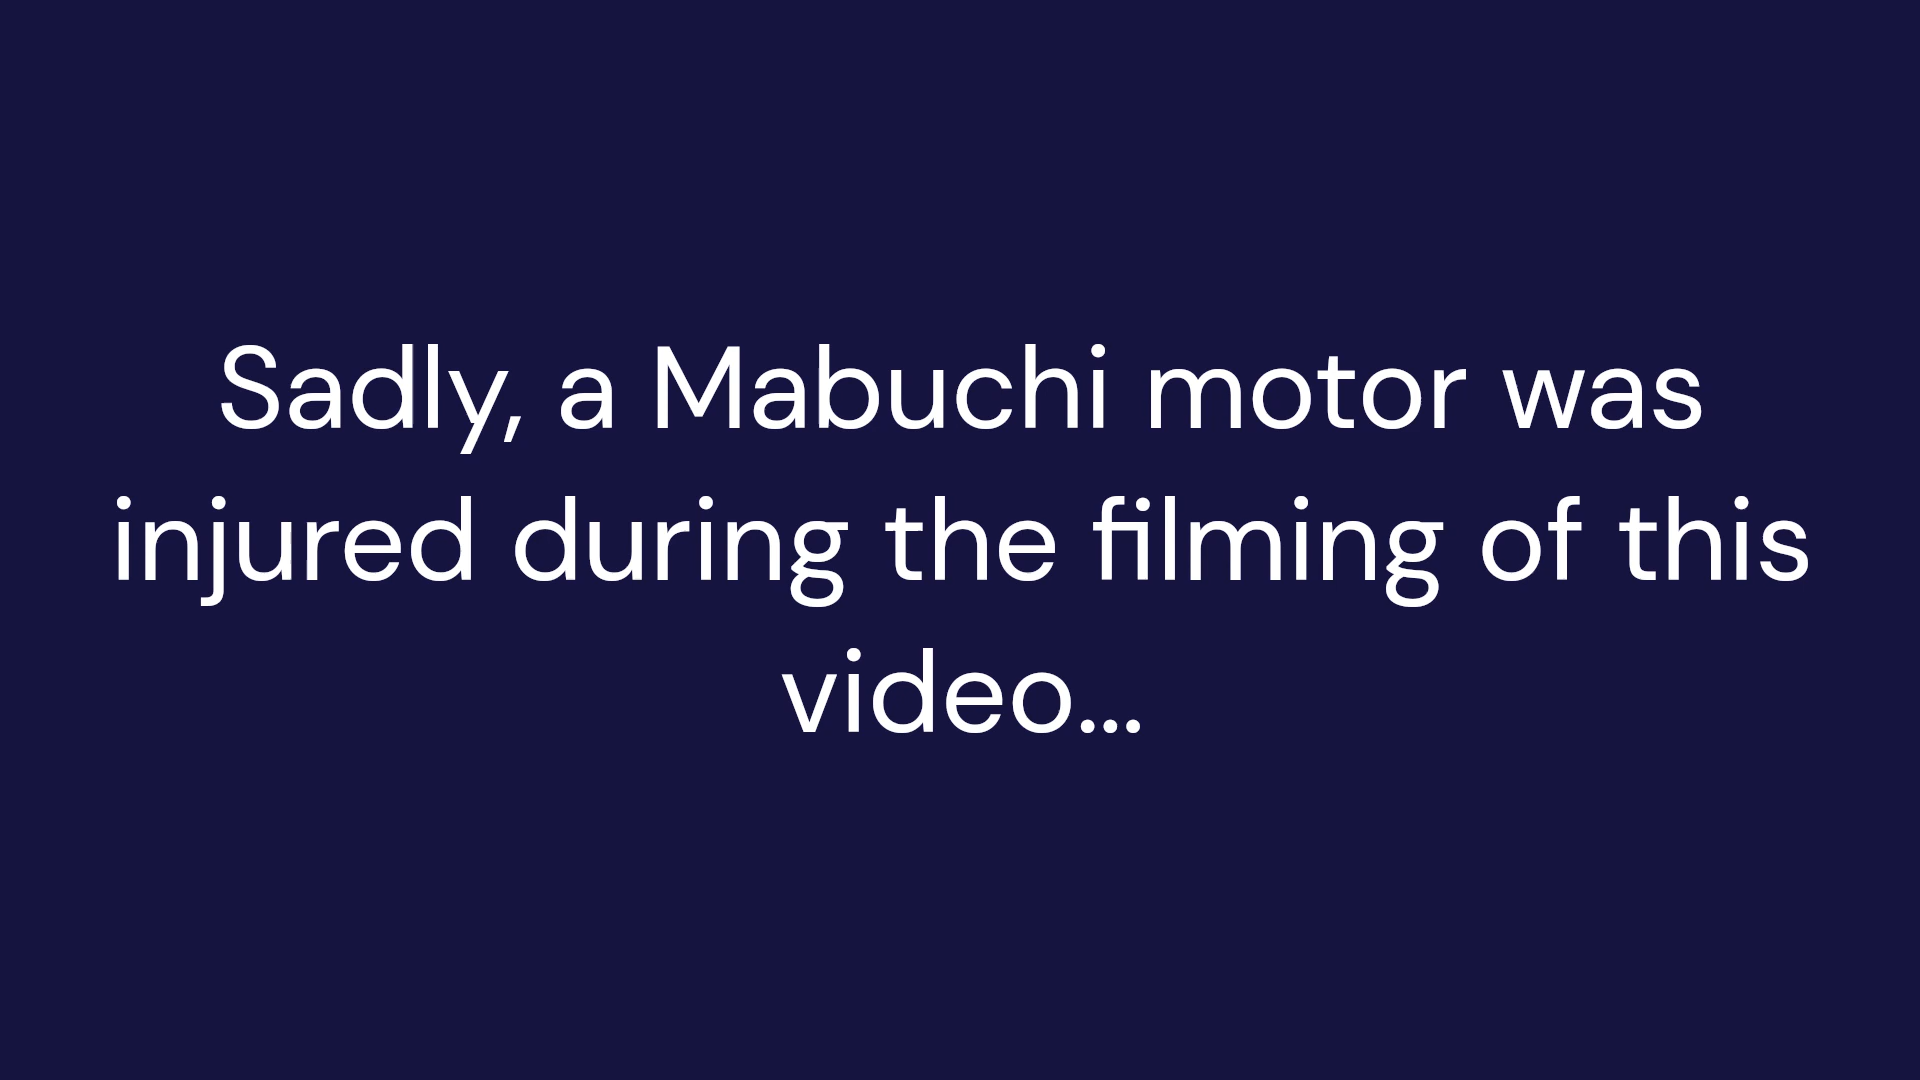 Sadly, a Mabuchi motor was
injured during the filming of this
video...